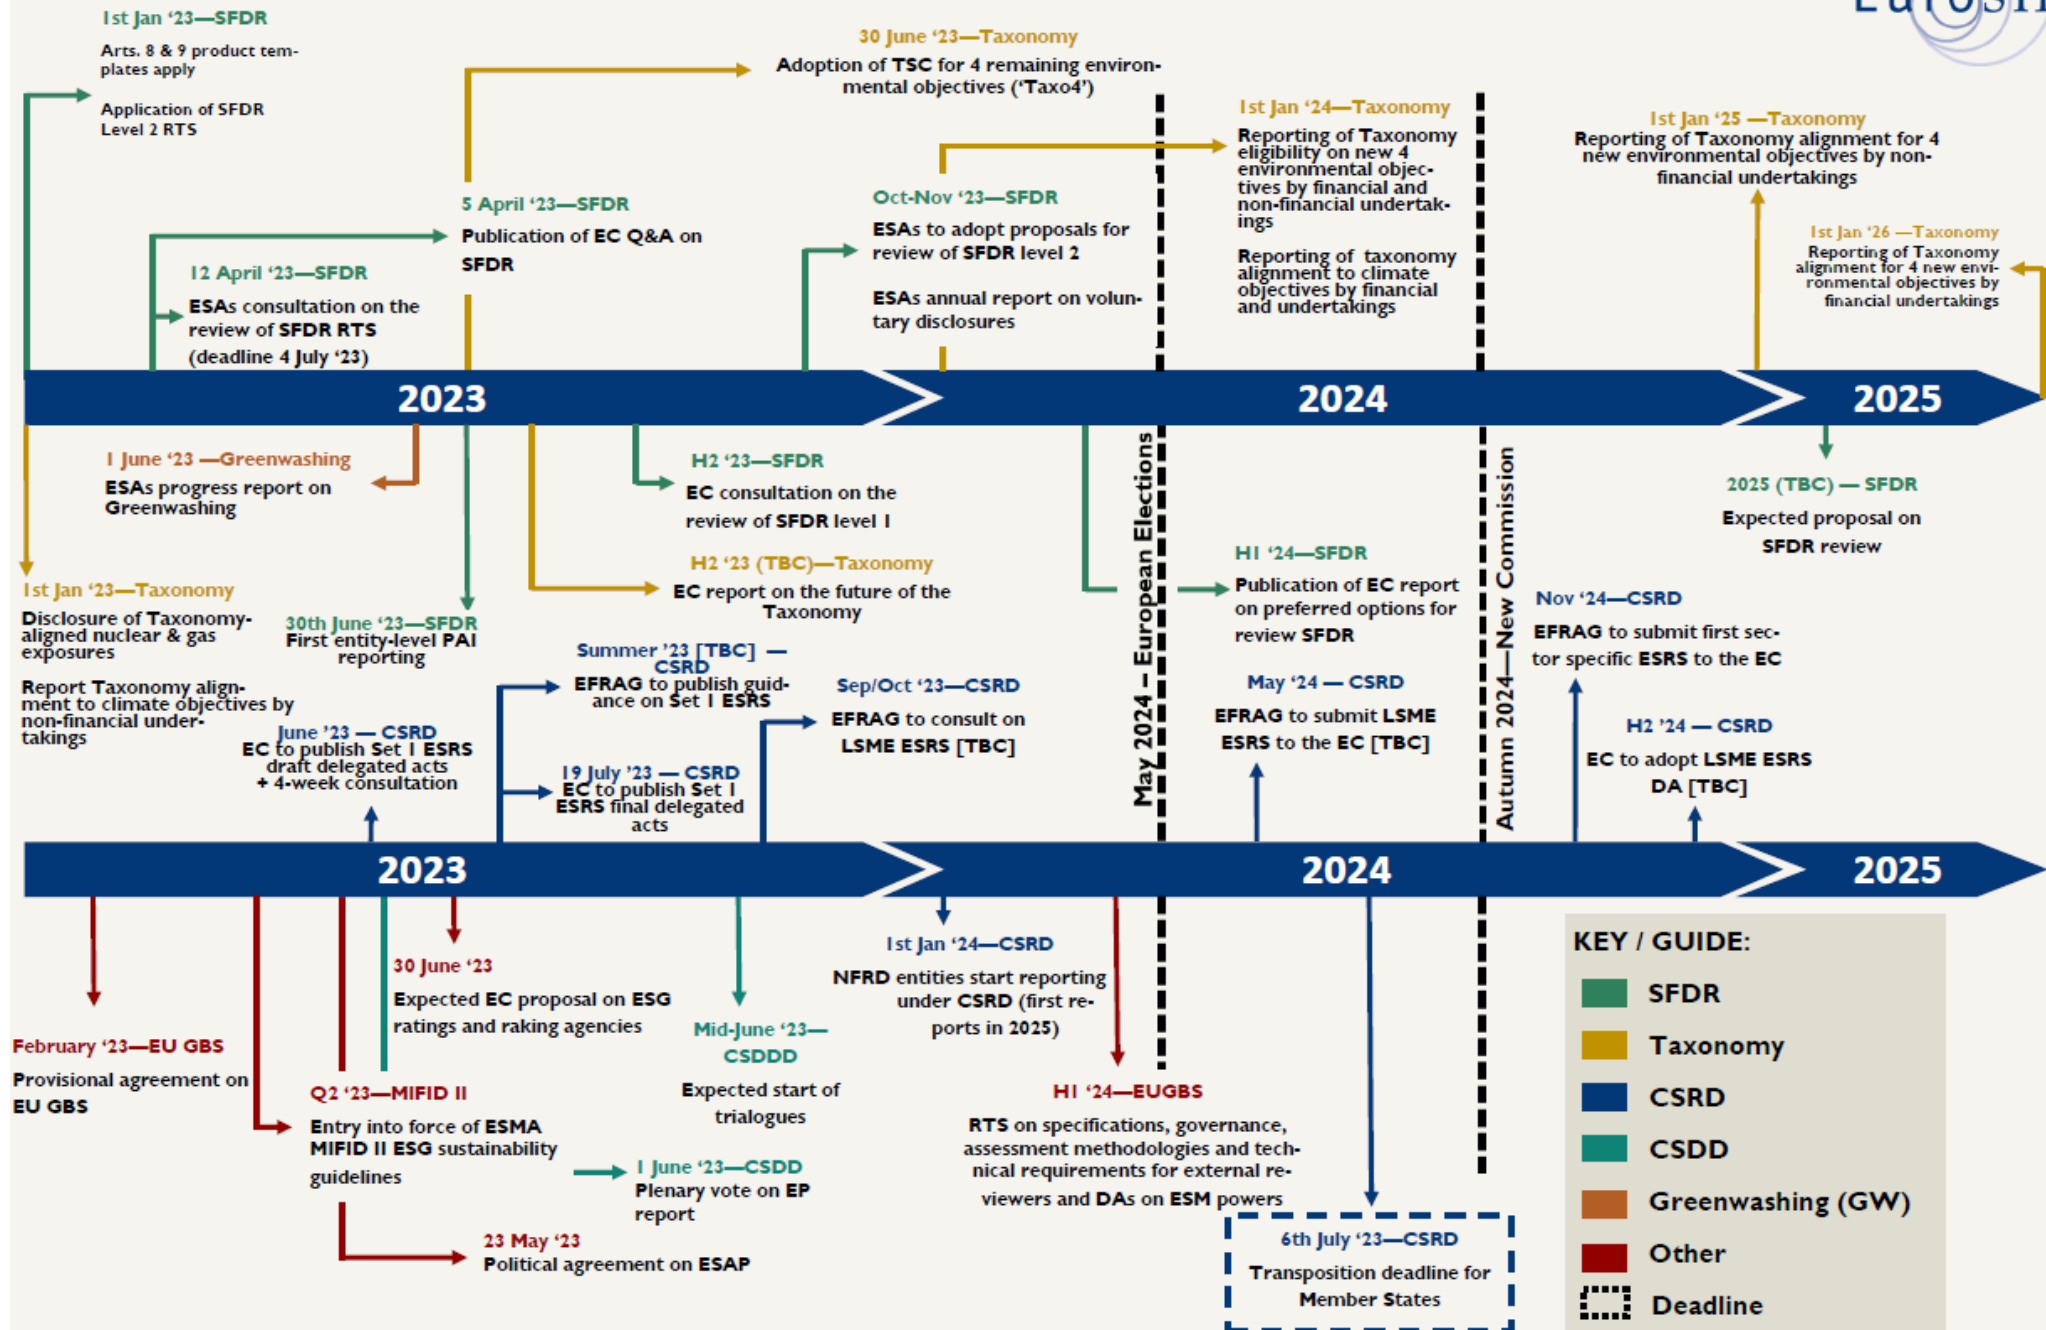 1st Jan ‘23—SFDR
Arts. 8 & 9 product tem-
plates apply
Application of SFDR
Level 2 RTS
30 June ‘23—Taxonomy
Adoption of TSC for 4 remaining environ-
mental objectives (‘Taxo4’)
1st Jan ‘24—Taxonomy
Reporting of Taxonomy
eligibility on new 4
environmental objec-
tives by financial and
non-financial undertak-
ings
Reporting of taxonomy
alignment to climate
objectives by financial
and undertakings
1st Jan ‘25 —Taxonomy
Reporting of Taxonomy alignment for 4
new environmental objectives by non-
financial undertakings
1st Jan ‘26 —Taxonomy
Reporting of Taxonomy
alignment for 4 new envi-
ronmental objectives by
financial undertakings
5 April ‘23—SFDR
Publication of EC Q&A on
SFDR
12 April ‘23—SFDR
ESAs consultation on the
review of SFDR RTS
(deadline 4 July ‘23)
Oct-Nov ‘23—SFDR
ESAs to adopt proposals for
review of SFDR level 2
ESAs annual report on volun-
tary disclosures
2023
2024
2025
1 June ‘23 —Greenwashing
ESAs progress report on
Greenwashing
H2 ‘23—SFDR
EC consultation on the
review of SFDR level 1
H2 ‘23 (TBC)—Taxonomy
EC report on the future of the
Taxonomy
May 2024 – European Elections
Autumn 2024—New Commission
2025 (TBC) — SFDR
Expected proposal on
SFDR review
H1 ‘24—SFDR
Publication of EC report
on preferred options for
review SFDR
1st Jan ‘23—Taxonomy
Disclosure of Taxonomy-
aligned nuclear & gas
exposures
Report Taxonomy align-
ment to climate objectives by
non-financial under-
takings
30th June ‘23—SFDR
First entity-level PAI
reporting
June ‘23 — CSRD
EC to publish Set 1 ESRS
draft delegated acts
+ 4-week consultation
Summer ’23 [TBC] —
CSRD
EFRAG to publish guid-
ance on Set 1 ESRS
19 July ’23 — CSRD
EC to publish Set 1
ESRS final delegated
acts
Sep/Oct ‘23—CSRD
EFRAG to consult on
LSME ESRS [TBC]
May ‘24 — CSRD
EFRAG to submit LSME
ESRS to the EC [TBC]
Nov ‘24—CSRD
EFRAG to submit first sec-
tor specific ESRS to the EC
H2 ’24 — CSRD
EC to adopt LSME ESRS
DA [TBC]
2023
2024
2025
February ‘23—EU GBS
Provisional agreement on
EU GBS
30 June ‘23
Expected EC proposal on ESG
ratings and raking agencies
Q2 ‘23—MIFID II
Entry into force of ESMA
MIFID II ESG sustainability
guidelines
23 May ‘23
Political agreement on ESAP
Mid-June ‘23—
CSDDD
Expected start of
trialogues
1 June ‘23—CSDD
Plenary vote on EP
report
1st Jan ‘24—CSRD
NFRD entities start reporting
under CSRD (first re-
ports in 2025)
H1 ‘24—EUGBS
RTS on specifications, governance,
assessment methodologies and tech-
nical requirements for external re-
viewers and DAs on ESM powers
6th July ‘23—CSRD
Transposition deadline for
Member States
KEY / GUIDE:
SFDR
Taxonomy
CSRD
CSDD
Greenwashing (GW)
Other
Deadline